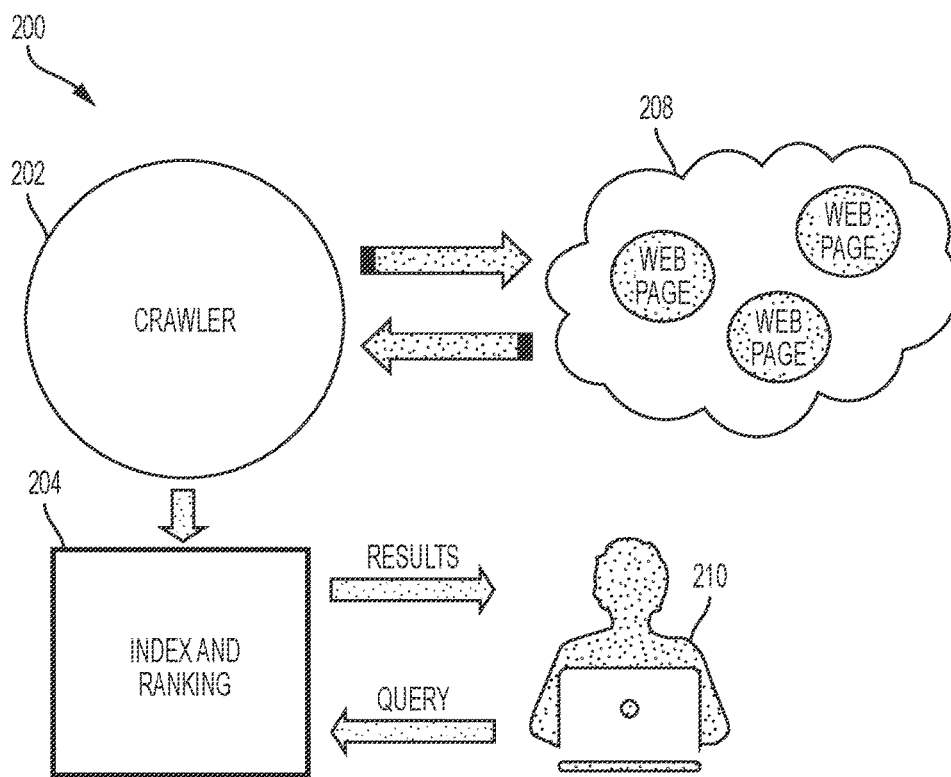 200
208
202
WEB
PAGE
WEB
PAGE
WEB
PAGE
CRAWLER
204
RESULTS
210
INDEX AND
RANKING
QUERY